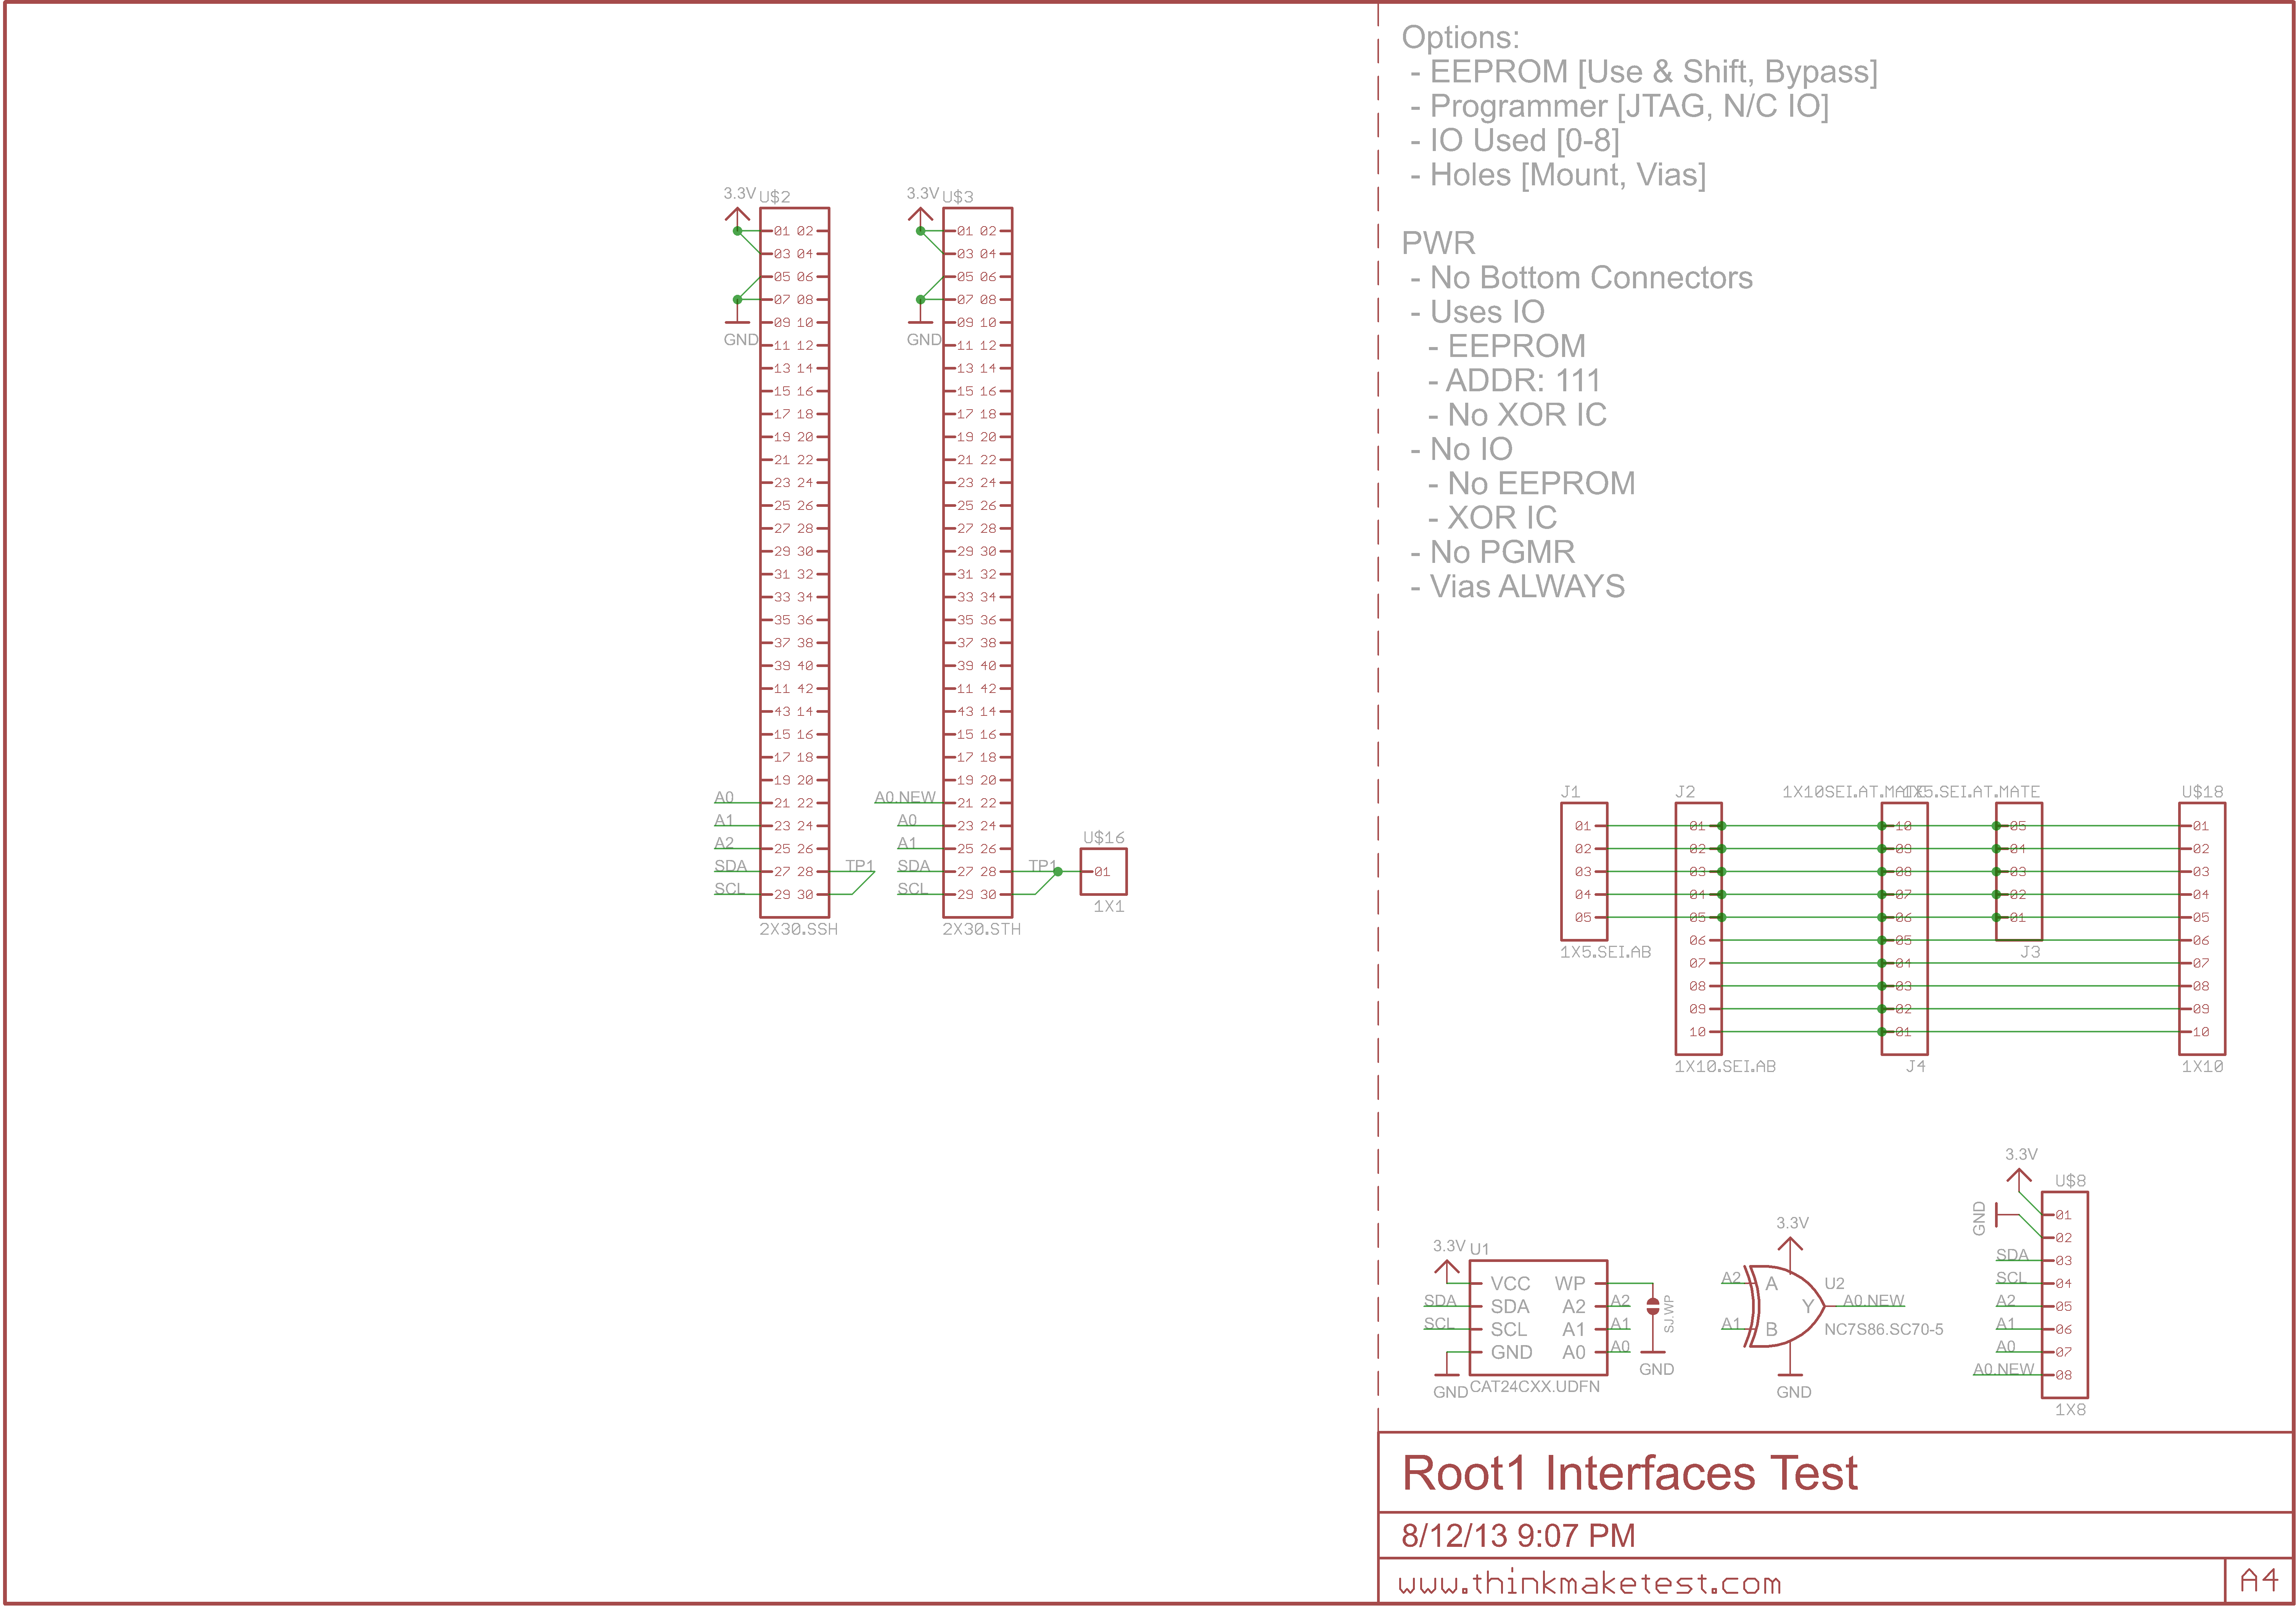 Options:
- EEPROM [Use & Shift, Bypass]
- Programmer [JTAG, N/C IO]
- IO Used [0-8]
- Holes [Mount, Vias]
PWR
- No Bottom Connectors
- Uses IO
- EEPROM
- ADDR: 111
- No XOR IC
- No IO
- No EEPROM
- XOR IC
- No PGMR
- Vias ALWAYS
3.3V U$2
01 02
03 04
05 06
07 08
09 10
GND
11 12
13 14
15 16
17 18
19 20
21 22
23 24
25 26
27 28
29 30
31 32
33 34
35 36
37 38
39 40
11 42
43 14
15 16
17 18
19 20
A0 21 22
A1 23 24
A2 25 26
SDA 27 28 TP1
SCL 29 30
2X30.SSH
3.3V U$3
01 02
03 04
05 06
07 08
09 10
GND
11 12
13 14
15 16
17 18
19 20
21 22
23 24
25 26
27 28
29 30
31 32
33 34
35 36
37 38
39 40
11 42
43 14
15 16
17 18
19 20
A0.NEW 21 22
A0 23 24
A1 25 26
SDA 27 28 TP1
SCL 29 30
2X30.STH
U$16
01
1X1
J1
01
02
03
04
05
1X5.SEI.AB
J2
01
02
03
04
05
06
07
08
09
10
1X10.SEI.AB
1X10SEI.AT.MATE
10
09
08
07
06
05
04
03
02
01
J4
1X5.SEI.AT.MATE
05
04
03
02
01
J3
U$18
01
02
03
04
05
06
07
08
09
10
1X10
3.3V U1
VCC WP
SDA SDA A2 A2
SCL SCL A1 A1
GND A0 A0
SJ.WP
GND
GND CAT24CXX.UDFN
3.3V
A2 A U2
Y A0.NEW
A1 B NC7S86.SC70-5
GND
3.3V
U$8
GND
01
02
SDA 03
SCL 04
A2 05
A1 06
A0 07
A0.NEW 08
1X8
Root1 Interfaces Test
8/12/13 9:07 PM
www.thinkmaketest.com
A4